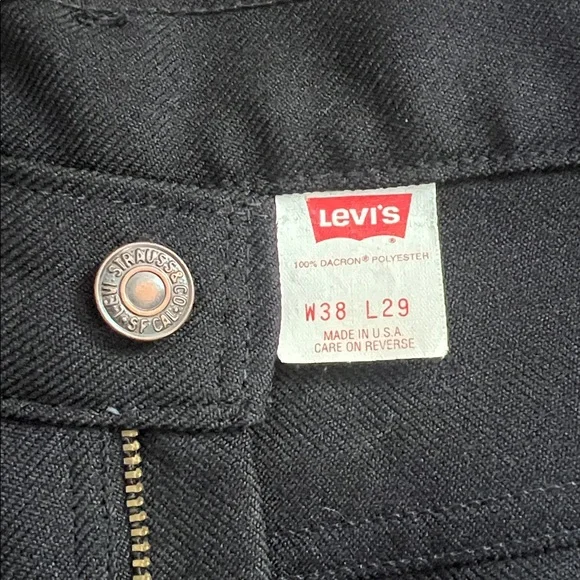 LEVI STRAUSS & CO.
S.F. CAL.
Levi's
®
100% DACRON® POLYESTER
W38 L29
MADE IN U.S.A.
CARE ON REVERSE